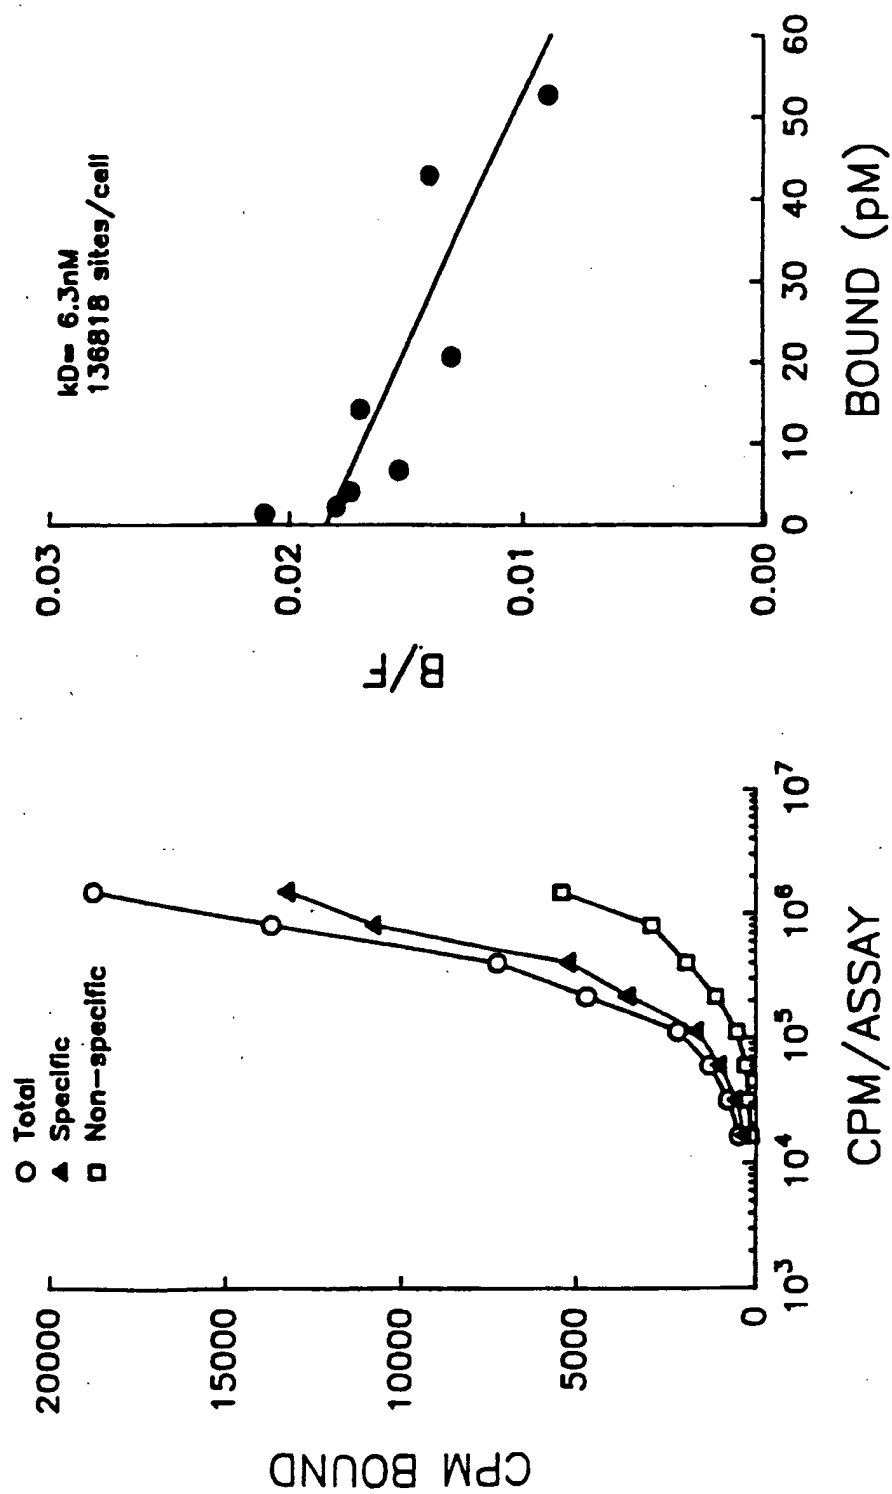 ○ Total
▲ Specific
□ Non-specific
CPM BOUND
20000
15000
10000
5000
0
10³
10⁴
10⁵
10⁶
10⁷
CPM/ASSAY
kD= 6.3nM
136818 sites/cell
B/F
0.03
0.02
0.01
0.00
0
10
20
30
40
50
60
BOUND (pM)